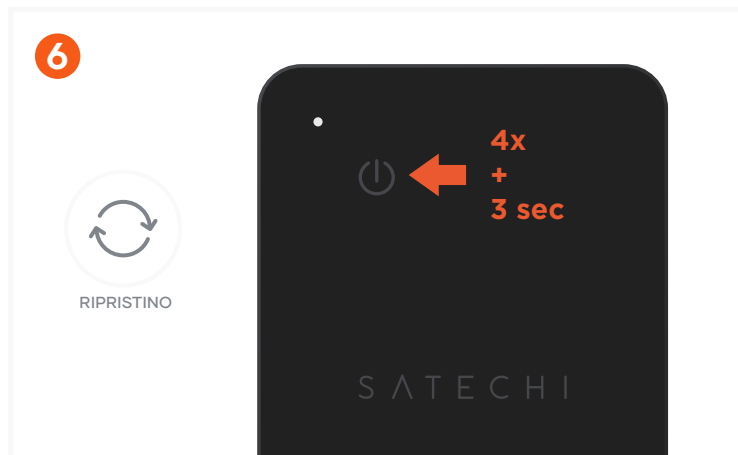 6
4x
+
3 sec
RIPRISTINO
SATECHI